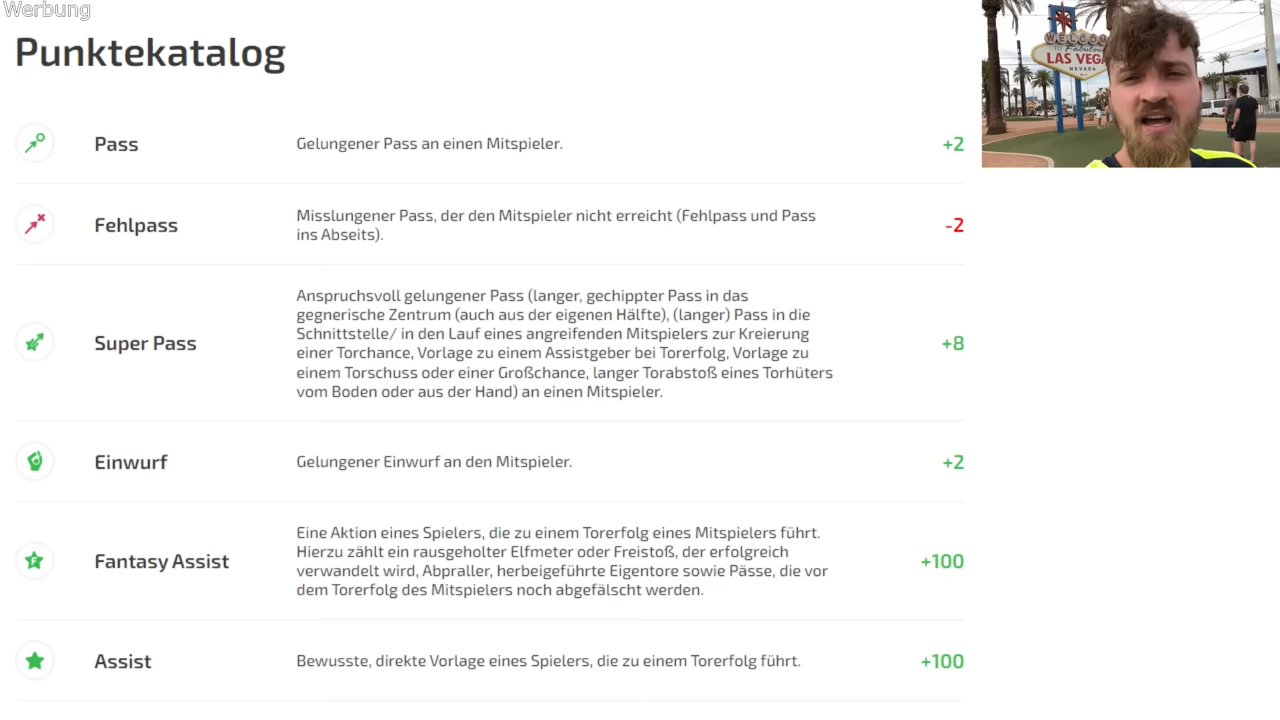 Werbung
Punktekatalog
Pass
Gelungener Pass an einen Mitspieler.
+2
Fehlpass
Misslungener Pass, der den Mitspieler nicht erreicht (Fehlpass und Pass
ins Abseits).
-2
Super Pass
Anspruchsvoll gelungener Pass (langer, gechippter Pass in das
gegnerische Zentrum (auch aus der eigenen Hälfte), (langer) Pass in die
Schnittstelle/ in den Lauf eines angreifenden Mitspielers zur Kreierung
einer Torchance, Vorlage zu einem Assistgeber bei Torerfolg, Vorlage zu
einem Torschuss oder einer Großchance, langer Torabstoß eines Torhüters
vom Boden oder aus der Hand) an einen Mitspieler.
+8
Einwurf
Gelungener Einwurf an den Mitspieler.
+2
Fantasy Assist
Eine Aktion eines Spielers, die zu einem Torerfolg eines Mitspielers führt.
Hierzu zählt ein rausgeholter Elfmeter oder Freistoß, der erfolgreich
verwandelt wird, Abpraller, herbeigeführte Eigentore sowie Pässe, die vor
dem Torerfolg des Mitspielers noch abgefälscht werden.
+100
Assist
Bewusste, direkte Vorlage eines Spielers, die zu einem Torerfolg führt.
+100
WELCOM
TO Fabulou
LAS VEGA
NEVADA